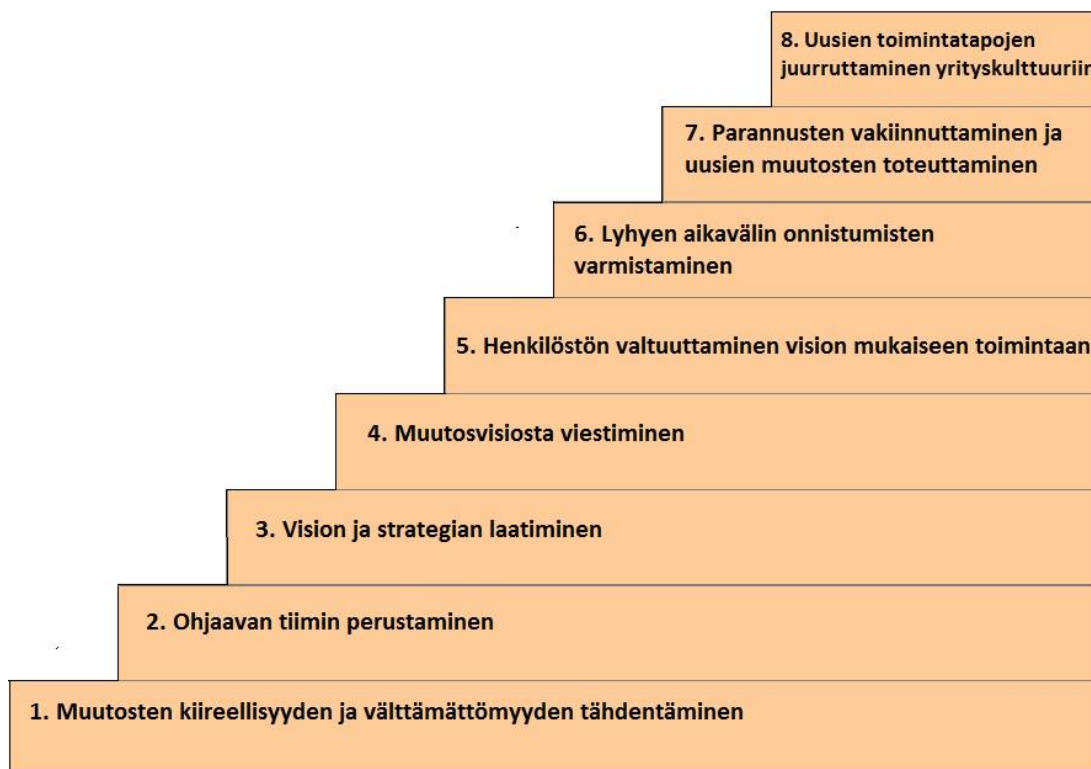 8. Uusien toimintatapojen
juurruttaminen yrityskulttuuriin
7. Parannusten vakiinnuttaminen ja
uusien muutosten toteuttaminen
6. Lyhyen aikavälin onnistumisten
varmistaminen
5. Henkilöstön valtuuttaminen vision mukaiseen toimintaan
4. Muutosvisiosta viestiminen
3. Vision ja strategian laatiminen
2. Ohjaavan tiimin perustaminen
1. Muutosten kiireellisyyden ja välttämättömyyden tähdentäminen